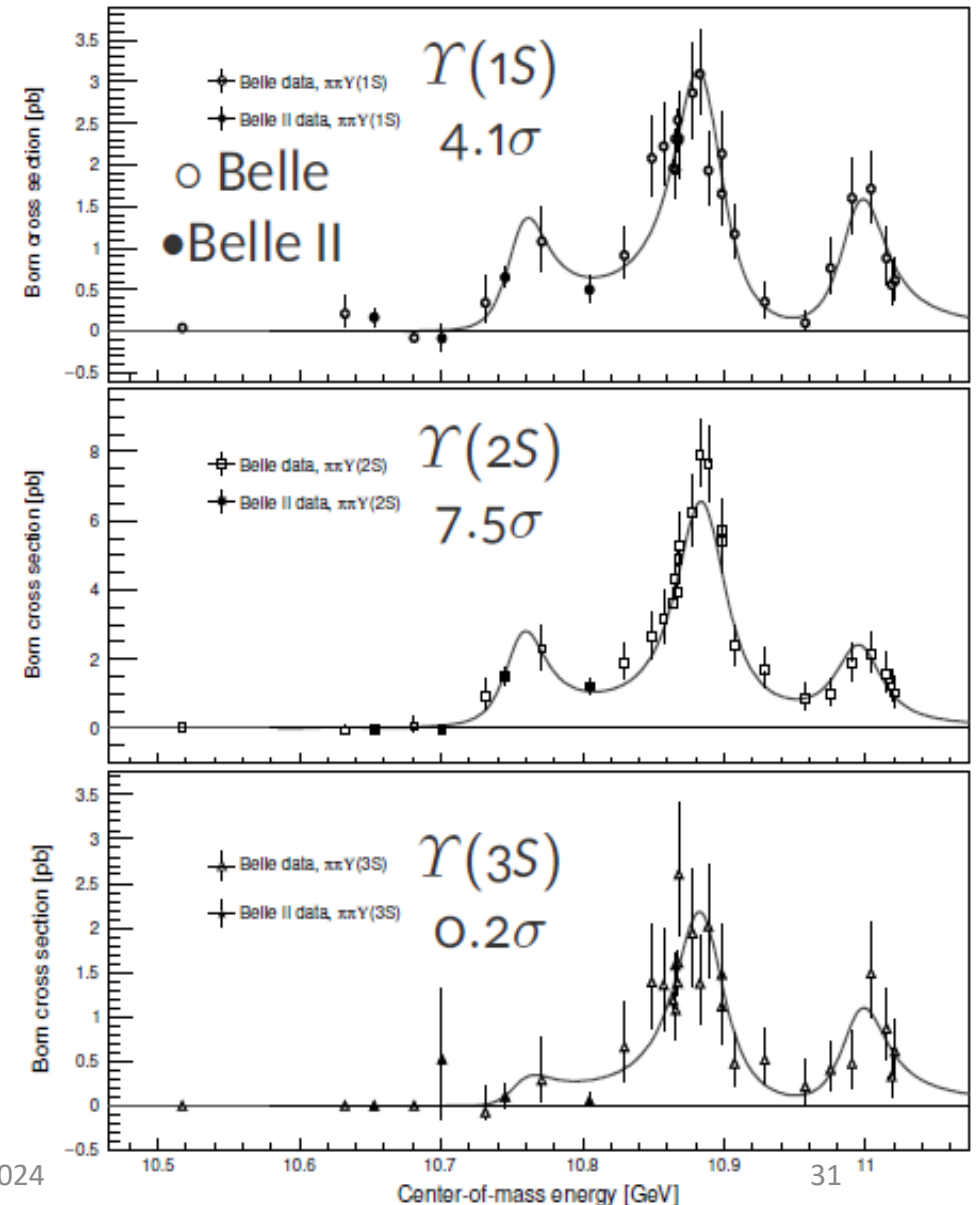 Born cross section [pb]
3.5
3
2.5
2
1.5
1
0.5
0
−0.5
Belle data, ππΥ(1S)
Belle II data, ππΥ(1S)
Υ(1S)
4.1σ
○ Belle
●Belle II
Born cross section [pb]
8
6
4
2
0
Belle data, ππΥ(2S)
Belle II data, ππΥ(2S)
Υ(2S)
7.5σ
Born cross section [pb]
3.5
3
2.5
2
1.5
1
0.5
0
−0.5
Belle data, ππΥ(3S)
Belle II data, ππΥ(3S)
Υ(3S)
0.2σ
10.5 10.6 10.7 10.8 10.9 11
Center-of-mass energy [GeV]
024
31